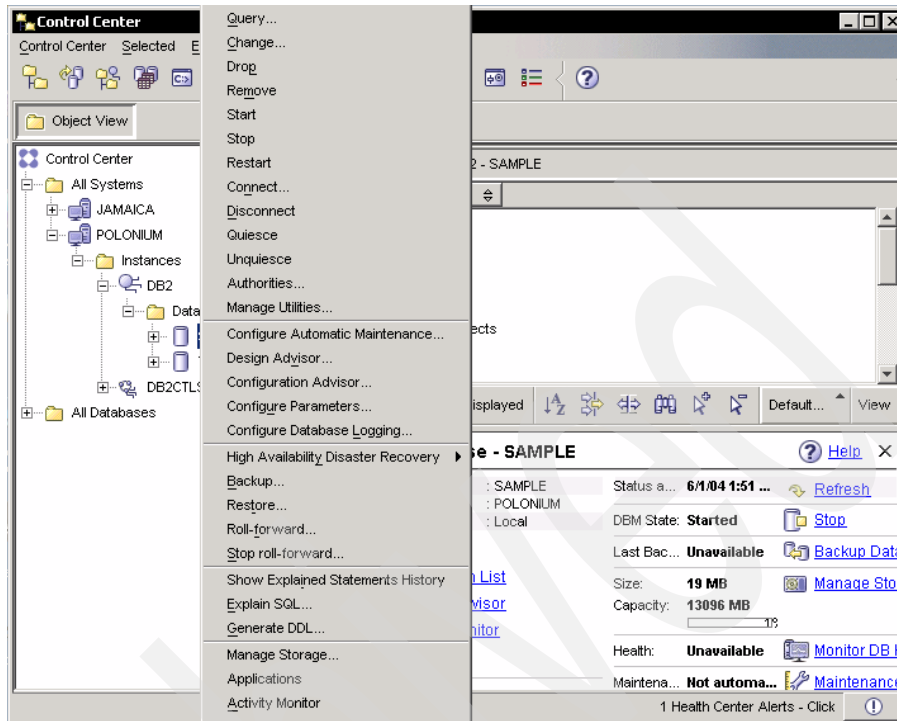 Control Center
Control Center Selected E
Object View
Control Center
All Systems
JAMAICA
POLONIUM
Instances
DB2
Data
DB2CTLS
All Databases
Query...
Change...
Drop
Remove
Start
Stop
Restart
Connect...
Disconnect
Quiesce
Unquiesce
Authorities...
Manage Utilities...
Configure Automatic Maintenance...
Design Advisor...
Configuration Advisor...
Configure Parameters...
Configure Database Logging...
High Availability Disaster Recovery
Backup...
Restore...
Roll-forward...
Stop roll-forward...
Show Explained Statements History
Explain SQL...
Generate DDL...
Manage Storage...
Applications
Activity Monitor
2 - SAMPLE
ects
isplayed Default... View
se - SAMPLE Help
: SAMPLE
: POLONIUM
: Local
n List
visor
nitor
Status a... 6/1/04 1:51 ... Refresh
DBM State: Started Stop
Last Bac... Unavailable Backup Data
Size: 19 MB Manage Sto
Capacity: 13096 MB
1%
Health: Unavailable Monitor DB
Maintena... Not automa... Maintenance
1 Health Center Alerts - Click